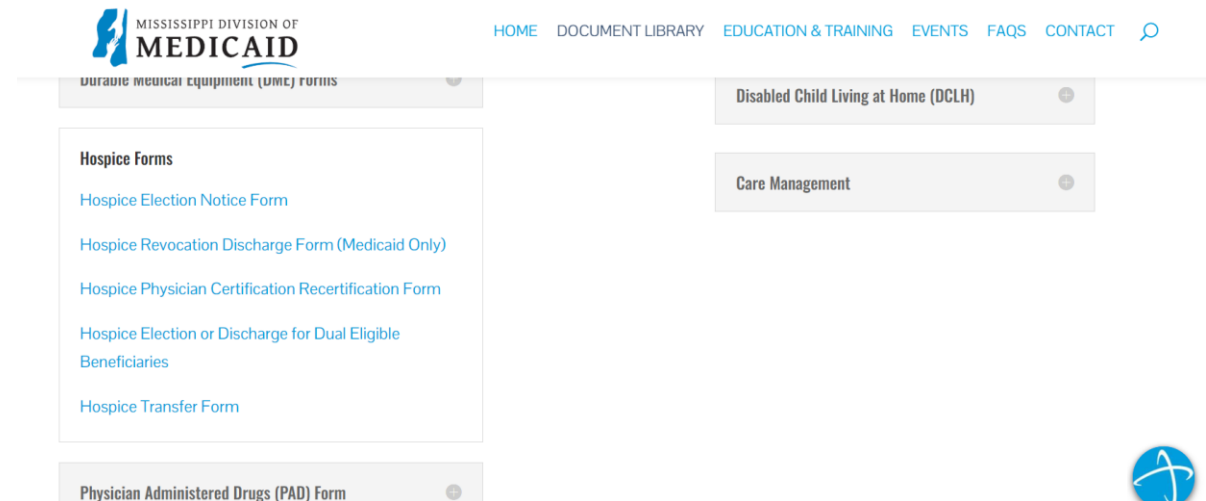 MISSISSIPPI DIVISION OF
MEDICAID
HOME DOCUMENT LIBRARY EDUCATION & TRAINING EVENTS FAQS CONTACT
Durable Medical Equipment (DME) Forms
Hospice Forms
Hospice Election Notice Form
Hospice Revocation Discharge Form (Medicaid Only)
Hospice Physician Certification Recertification Form
Hospice Election or Discharge for Dual Eligible
Beneficiaries
Hospice Transfer Form
Physician Administered Drugs (PAD) Form
Disabled Child Living at Home (DCLH)
Care Management